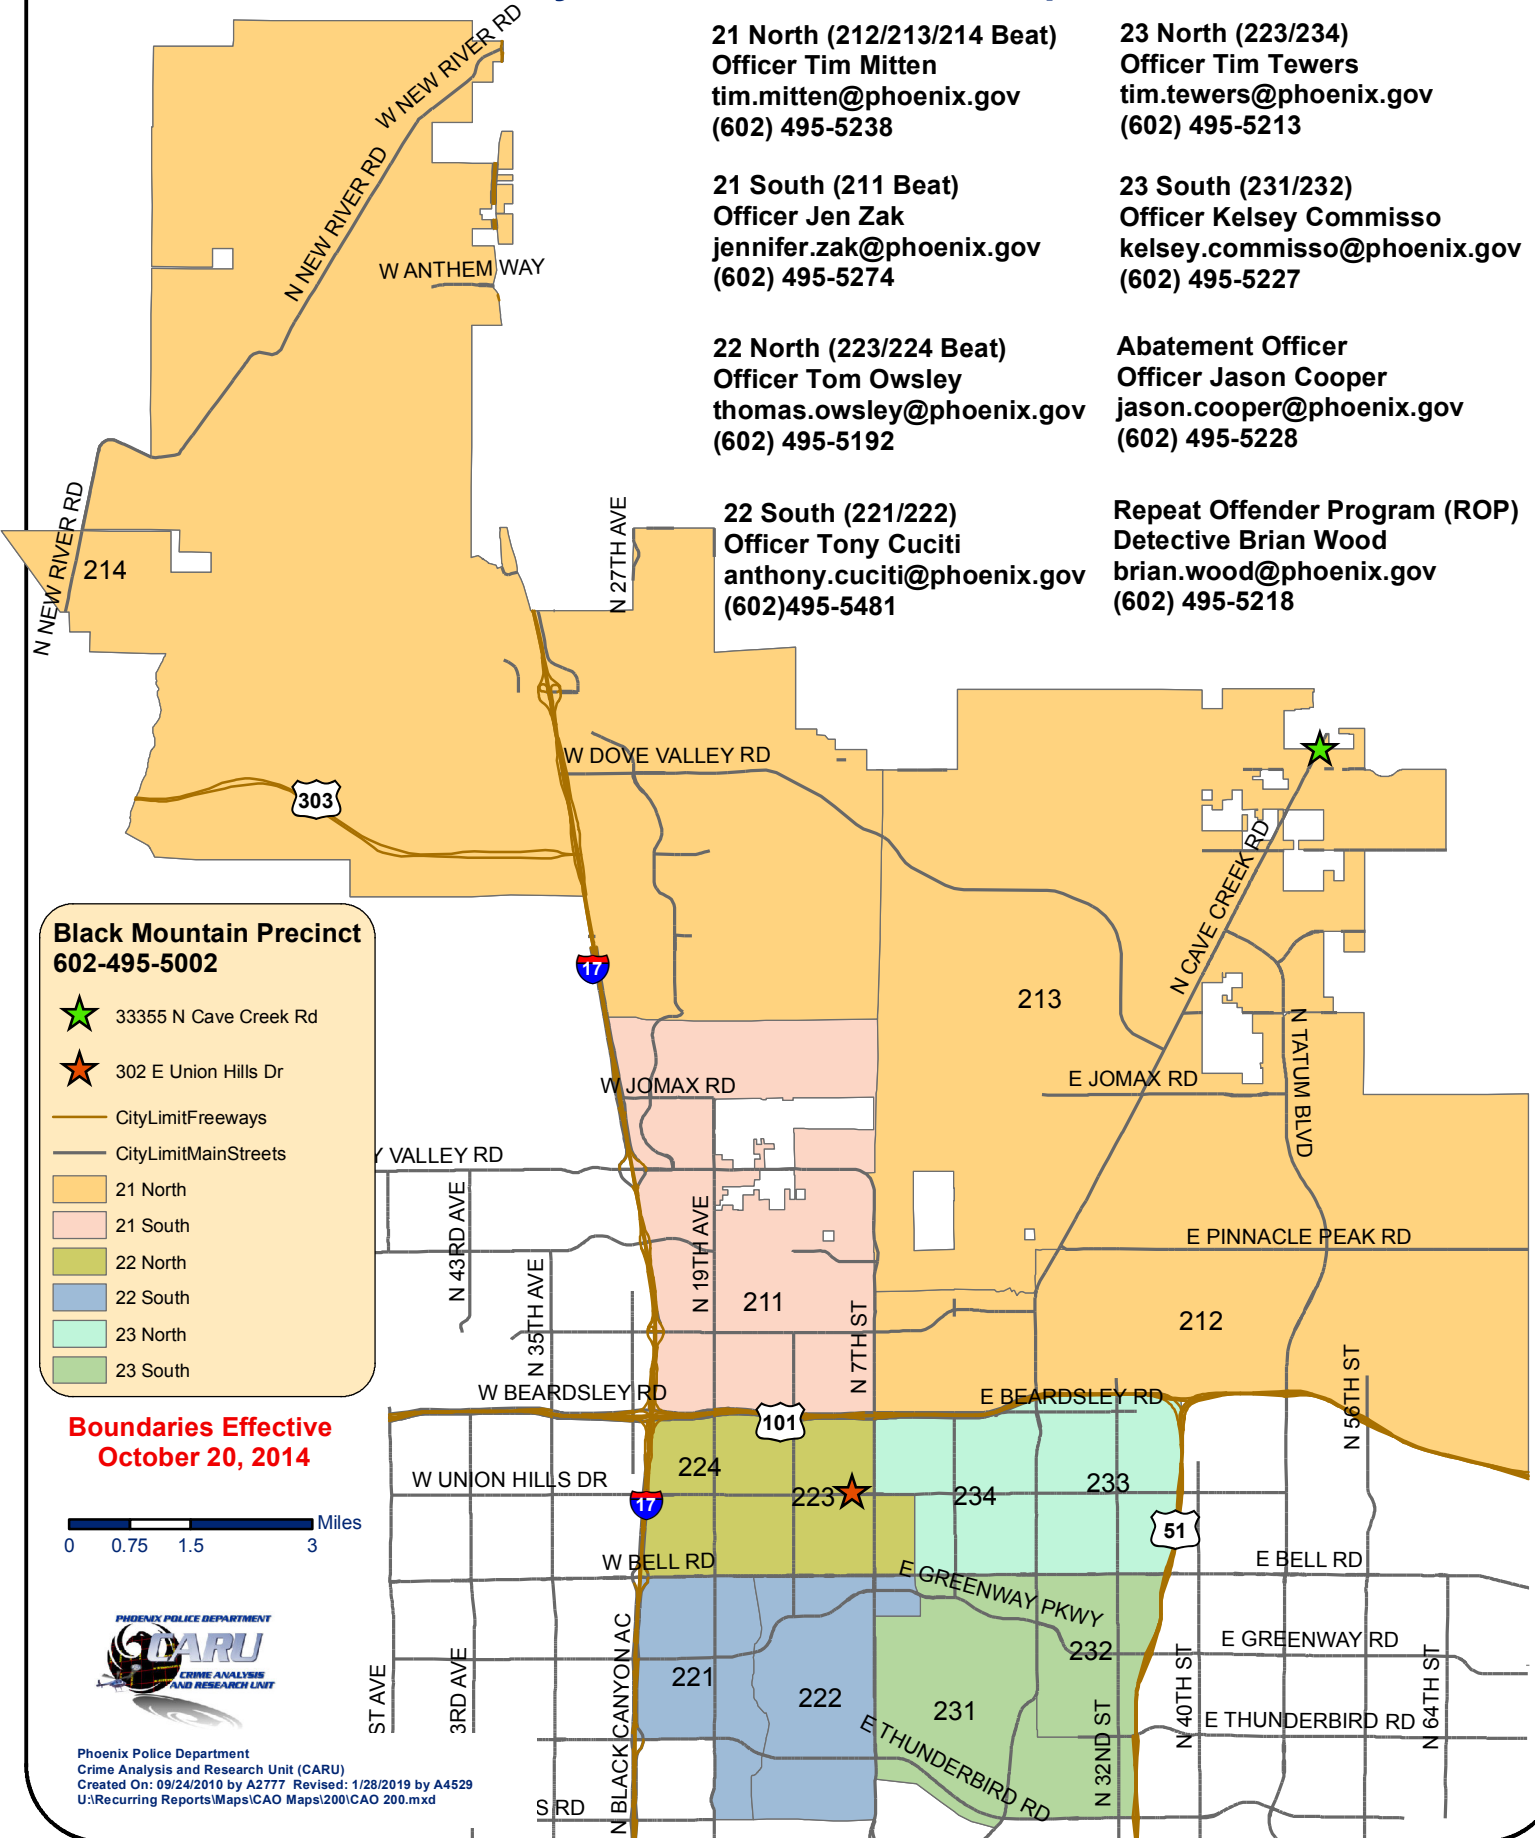 21 North (212/213/214 Beat)
Officer Tim Mitten
tim.mitten@phoenix.gov
(602) 495-5238
23 North (223/234)
Officer Tim Tewers
tim.tewers@phoenix.gov
(602) 495-5213
21 South (211 Beat)
Officer Jen Zak
jennifer.zak@phoenix.gov
(602) 495-5274
23 South (231/232)
Officer Kelsey Commisso
kelsey.commisso@phoenix.gov
(602) 495-5227
22 North (223/224 Beat)
Officer Tom Owsley
thomas.owsley@phoenix.gov
(602) 495-5192
Abatement Officer
Officer Jason Cooper
jason.cooper@phoenix.gov
(602) 495-5228
22 South (221/222)
Officer Tony Cuciti
anthony.cuciti@phoenix.gov
(602)495-5481
Repeat Offender Program (ROP)
Detective Brian Wood
brian.wood@phoenix.gov
(602) 495-5218
W NEW RIVER RD
N NEW RIVER RD
W ANTHEM WAY
N NEW RIVER RD
214
N 27TH AVE
W DOVE VALLEY RD
303
N CAVE CREEK RD
17
213
N TATUM BLVD
W JOMAX RD
E JOMAX RD
Y VALLEY RD
N 43RD AVE
N 35TH AVE
N 19TH AVE
211
N 7TH ST
E PINNACLE PEAK RD
212
N 56TH ST
W BEARDSLEY RD
E BEARDSLEY RD
101
224
W UNION HILLS DR
223
234
233
17
51
W BELL RD
E BELL RD
E GREENWAY PKWY
232
E GREENWAY RD
221
222
231
N BLACK CANYON AC
ST AVE
3RD AVE
E THUNDERBIRD RD
N 32ND ST
N 40TH ST
E THUNDERBIRD RD
N 64TH ST
S RD
Black Mountain Precinct
602-495-5002
33355 N Cave Creek Rd
302 E Union Hills Dr
CityLimitFreeways
CityLimitMainStreets
21 North
21 South
22 North
22 South
23 North
23 South
Boundaries Effective
October 20, 2014
Miles
0 0.75 1.5 3
PHOENIX POLICE DEPARTMENT
CARU
CRIME ANALYSIS
AND RESEARCH UNIT
Phoenix Police Department
Crime Analysis and Research Unit (CARU)
Created On: 09/24/2010 by A2777 Revised: 1/28/2019 by A4529
U:\Recurring Reports\Maps\CAO Maps\200\CAO 200.mxd